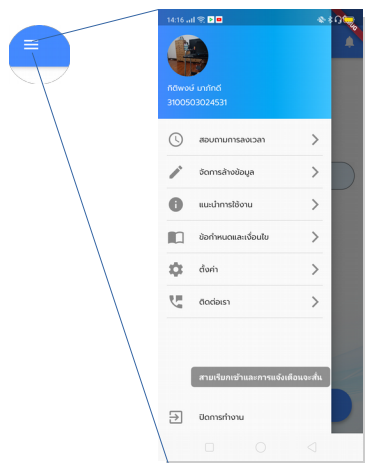 14:16
กิติพงษ์ นาภักดี
3100503024531
สอบถามการลงเวลา
จัดการล้างข้อมูล
แนะนำการใช้งาน
ข้อกำหนดและเงื่อนไข
ตั้งค่า
ติดต่อเรา
สายเรียกเข้าและการแจ้งเตือนจะสั่น
ปิดการทำงาน